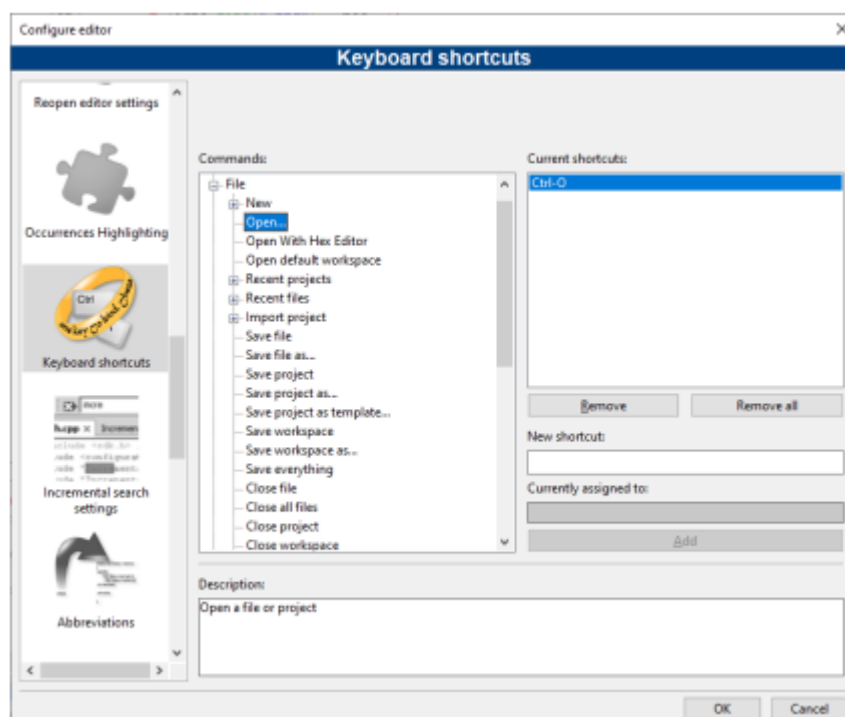 Configure editor
Keyboard shortcuts
Reopen editor settings
Occurrences Highlighting
Ctrl
Keyboard shortcuts
more
h.cpp × Incremen
Incremental search
settings
Abbreviations
Commands:
File
New
Open...
Open With Hex Editor
Open default workspace
Recent projects
Recent files
Import project
Save file
Save file as...
Save project
Save project as...
Save project as template...
Save workspace
Save workspace as...
Save everything
Close file
Close all files
Close project
Close workspace
Current shortcuts:
Ctrl-O
Remove
Remove all
New shortcut:
Currently assigned to:
Add
Description:
Open a file or project
OK
Cancel